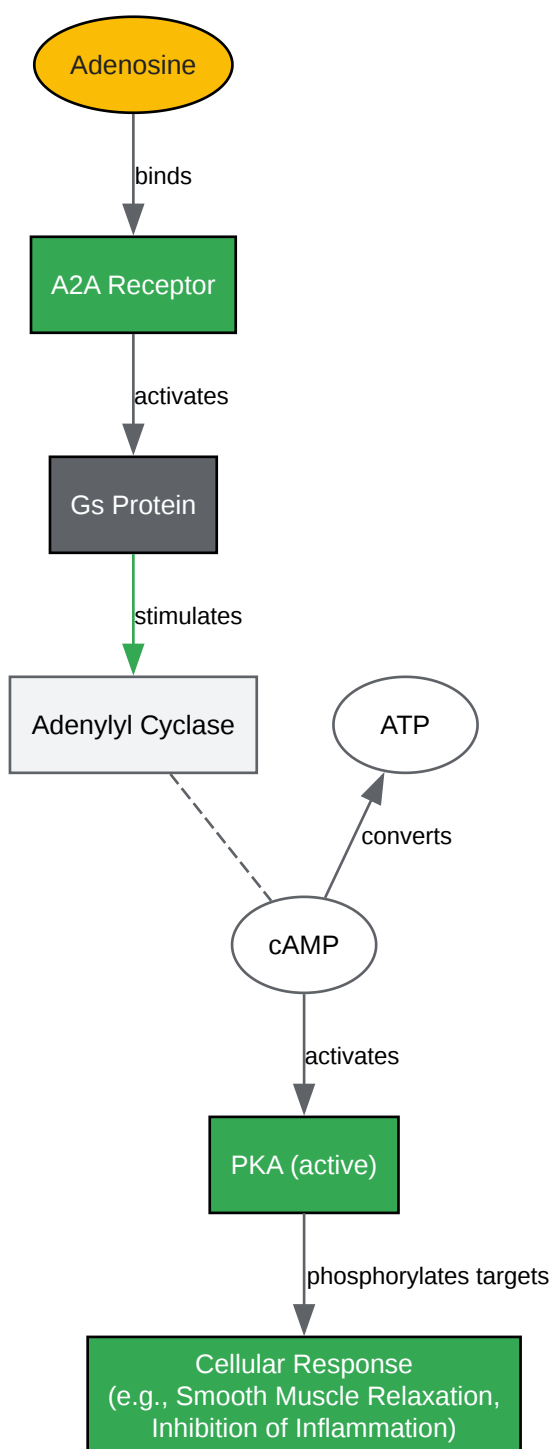 Adenosine
binds
A2A Receptor
activates
Gs Protein
stimulates
Adenylyl Cyclase
ATP
converts
cAMP
activates
PKA (active)
phosphorylates targets
Cellular Response
(e.g., Smooth Muscle Relaxation,
Inhibition of Inflammation)